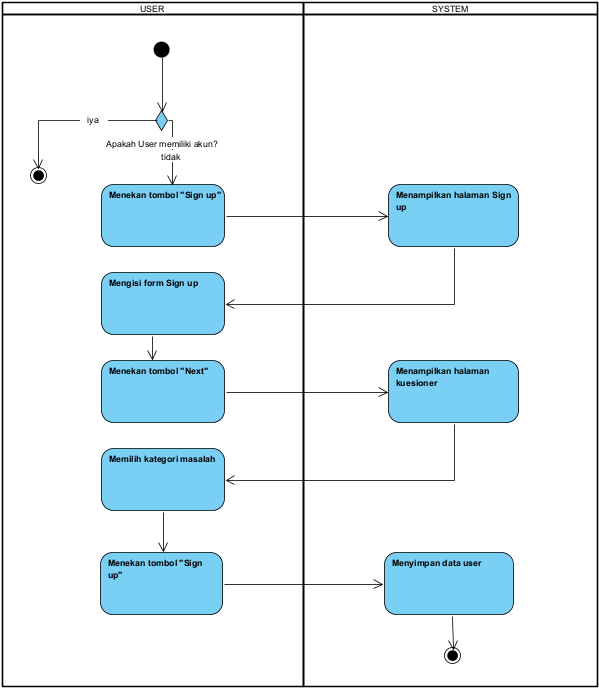 USER
SYSTEM
iya
Apakah User memiliki akun?
tidak
Menekan tombol "Sign up"
Menampilkan halaman Sign
up
Mengisi form Sign up
Menekan tombol "Next"
Menampilkan halaman
kuesioner
Memilih kategori masalah
Menekan tombol "Sign
up"
Menyimpan data user